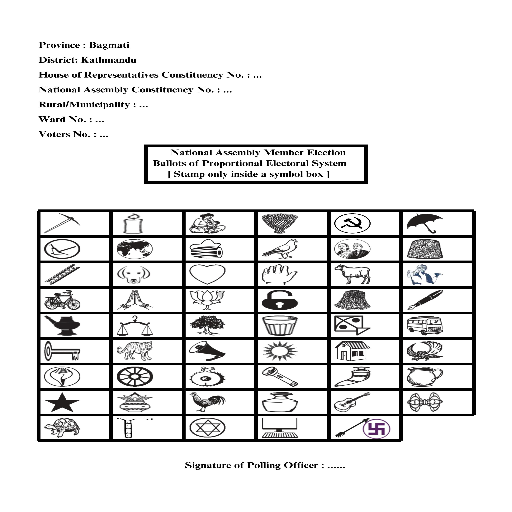 Province : Bagmati
District: Kathmandu
House of Representatives Constituency No. : ...
National Assembly Constituency No. : ...
Rural/Municipality : ...
Ward No. : ...
Voters No. : ...
National Assembly Member Election
Ballots of Proportional Electoral System
[ Stamp only inside a symbol box ]
Signature of Polling Officer : ......